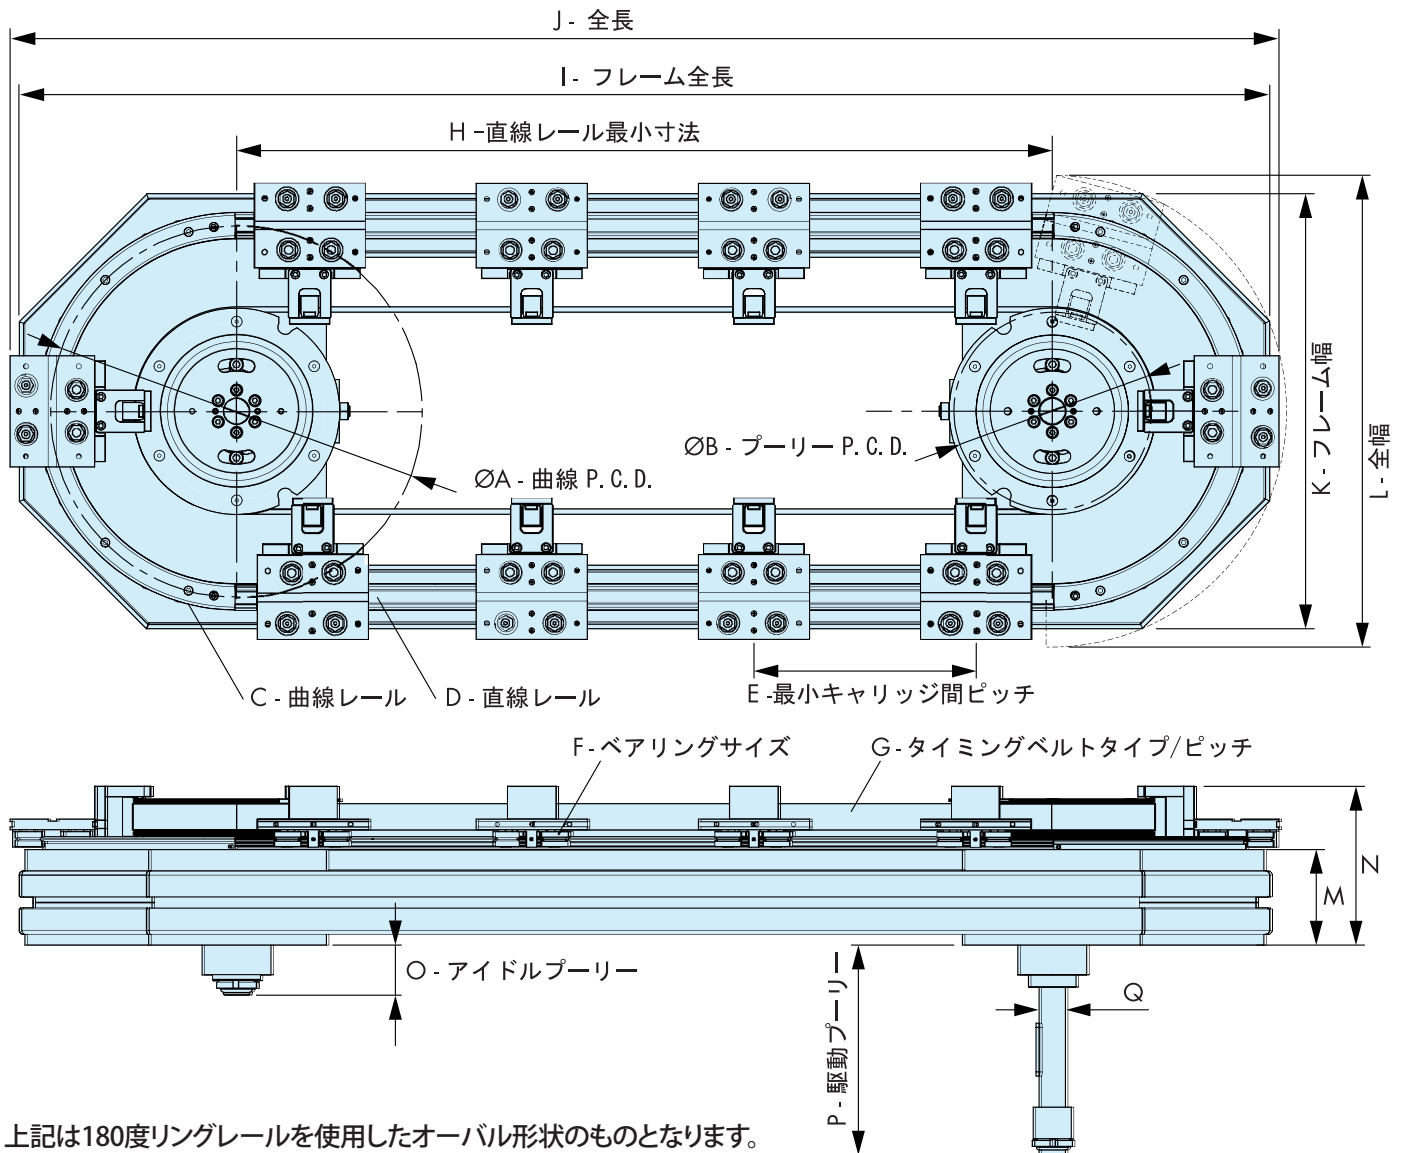 J - 全長
I - フレーム全長
H -直線レール最小寸法
ØB - プーリー P.C.D.
ØA - 曲線 P.C.D.
K - フレーム幅
L - 全幅
C - 曲線レール
D - 直線レール
E -最小キャリッジ間ピッチ
F - ベアリングサイズ
G - タイミングベルトタイプ/ピッチ
M
N
O - アイドルプーリー
P - 駆動プーリー
Q
上記は180度リングレールを使用したオーバル形状のものとなります。